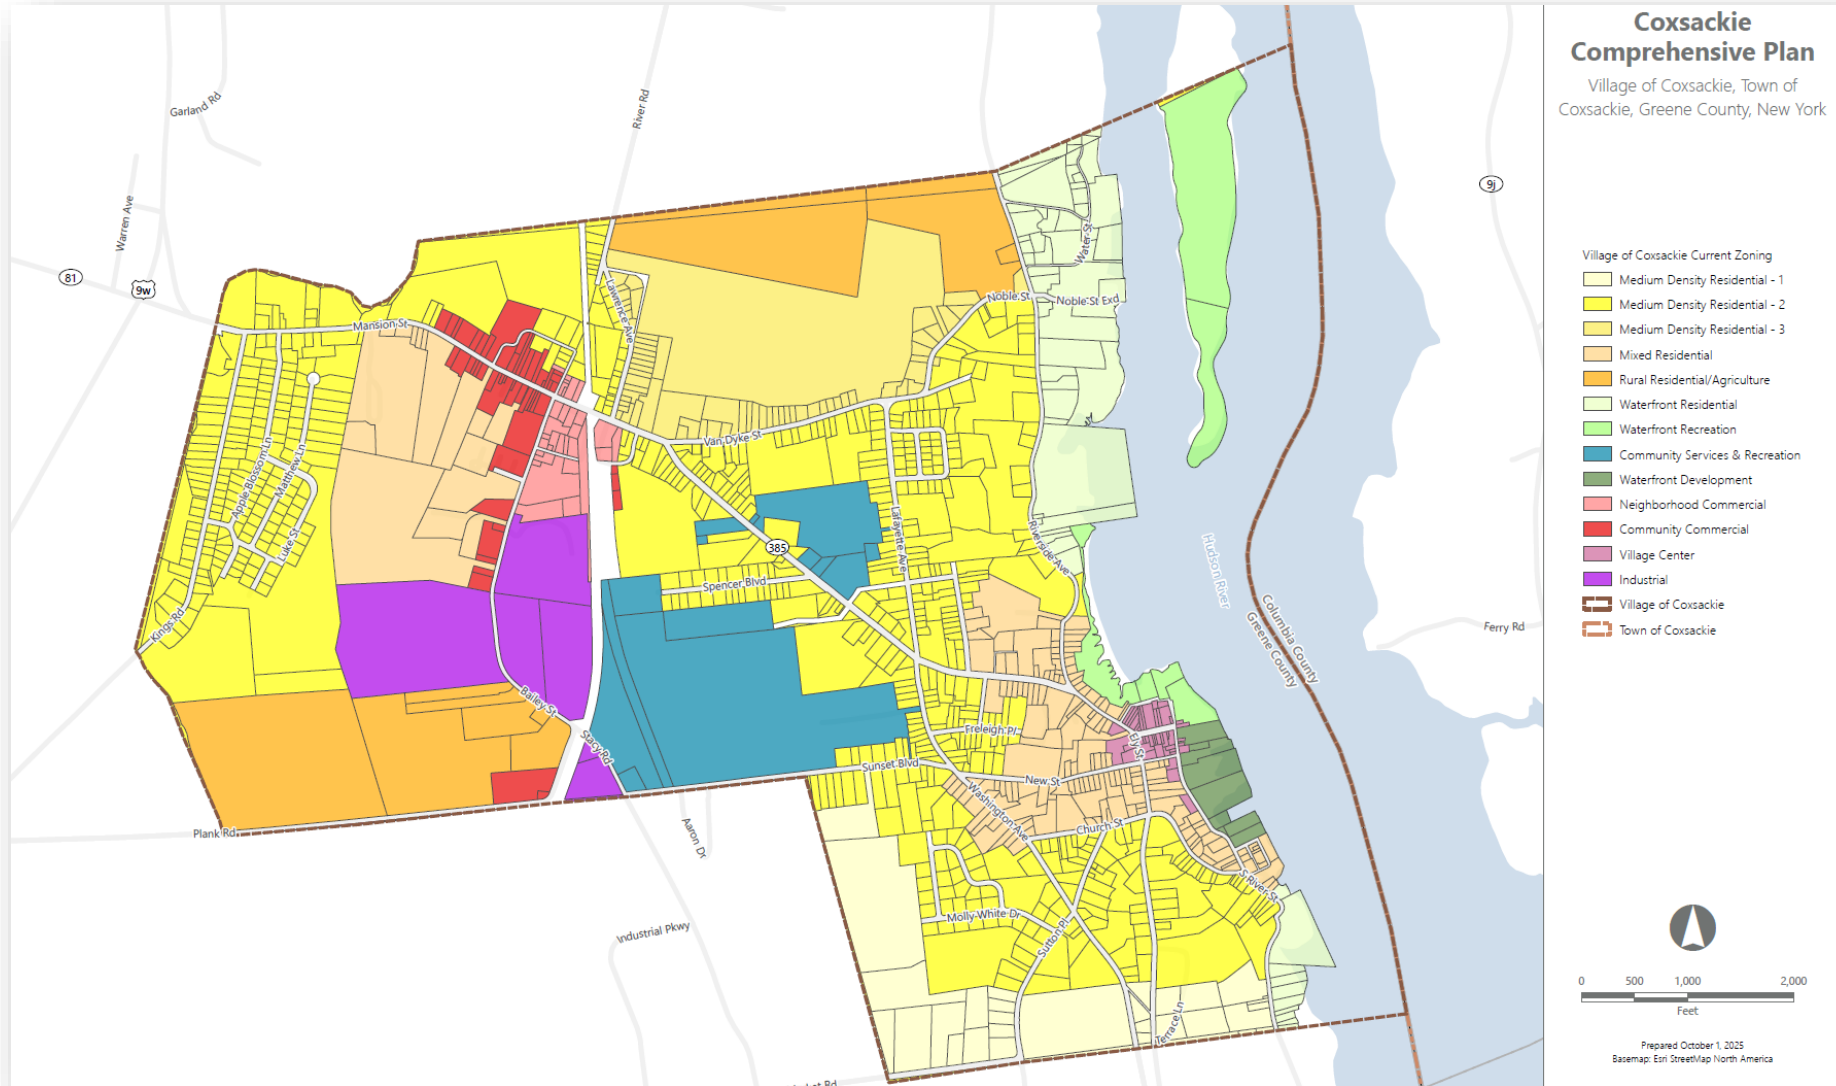 Coxsackie
Comprehensive Plan
Village of Coxsackie, Town of
Coxsackie, Greene County, New York
Village of Coxsackie Current Zoning
Medium Density Residential - 1
Medium Density Residential - 2
Medium Density Residential - 3
Mixed Residential
Rural Residential/Agriculture
Waterfront Residential
Waterfront Recreation
Community Services & Recreation
Waterfront Development
Neighborhood Commercial
Community Commercial
Village Center
Industrial
Village of Coxsackie
Town of Coxsackie
0 500 1,000 2,000
Feet
Prepared October 1, 2025
Basemap: Esri StreetMap North America
Garland Rd
River Rd
Warren Ave
81
9w
9j
Mansion St
Lawrence Ave
Noble St
Noble St Exd
Water St
Van Dyke St
Apple Blossom Ln
Matthew Ln
Luke St
Kings Rd
385
Lafayette Ave
Riverside Ave
Spencer Blvd
Hudson River
Columbia County
Greene County
Ferry Rd
Bailey St
Stacy Rd
Freleigh Pl
Ely St
Sunset Blvd
New St
Washington Ave
Church St
Plank Rd
Aaron Dr
S River St
Molly White Dr
Sutton Pl
Industrial Pkwy
Terrace Ln
Rd